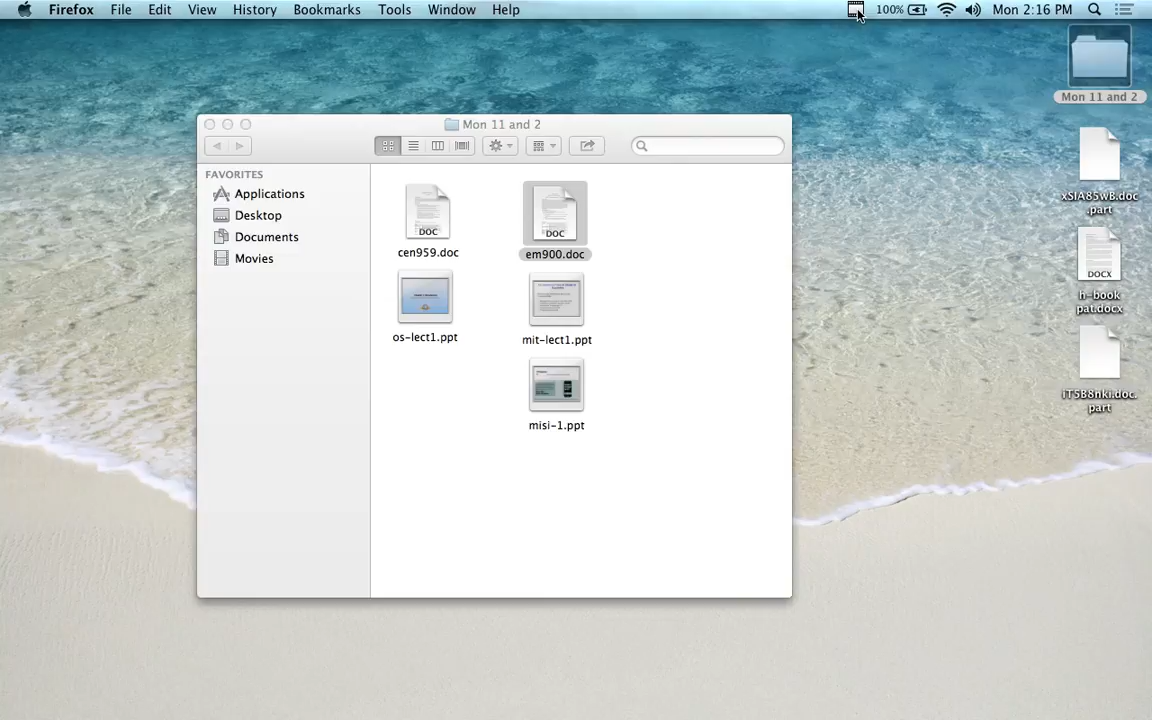 Firefox File Edit View History Bookmarks Tools Window Help 100% Mon 2:16 PM
Mon 11 and 2
Mon 11 and 2
FAVORITES
Applications
Desktop
Documents
Movies
DOC
cen959.doc
DOC
em900.doc
os-lect1.ppt
mit-lect1.ppt
misi-1.ppt
xSIA85wB.doc
.part
DOCX
h-book
pat.docx
iT5B8nki.doc.
part